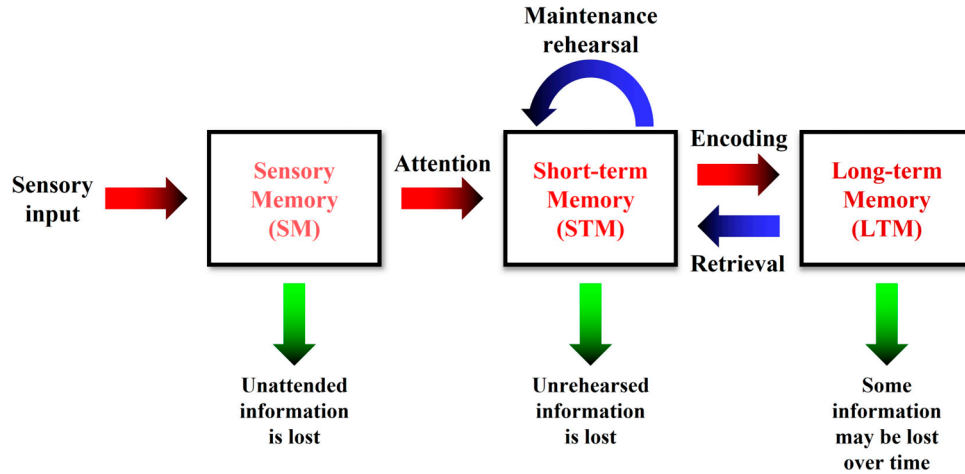 Maintenance
rehearsal
Sensory
input
Sensory
Memory
(SM)
Attention
Short-term
Memory
(STM)
Encoding
Retrieval
Long-term
Memory
(LTM)
Unattended
information
is lost
Unrehearsed
information
is lost
Some
information
may be lost
over time